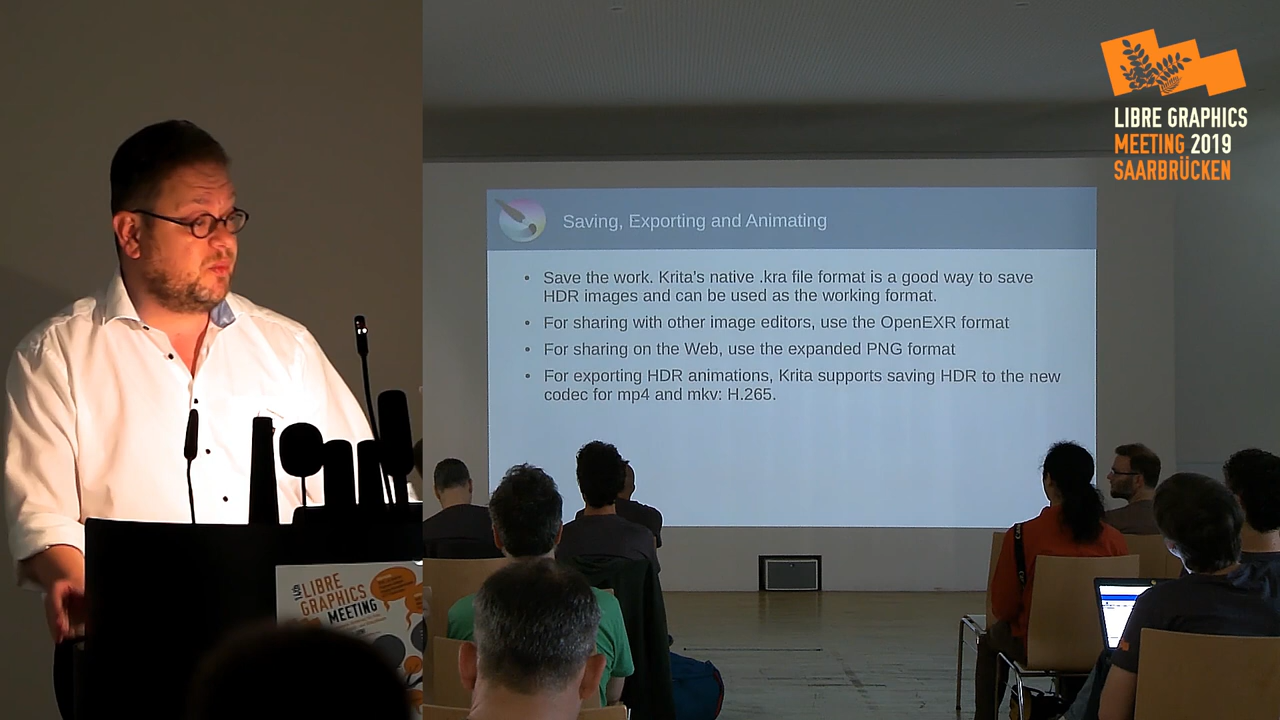 LIBRE GRAPHICS
MEETING 2019
SAARBRÜCKEN
Saving, Exporting and Animating
• Save the work. Krita's native .kra file format is a good way to save
HDR images and can be used as the working format.
• For sharing with other image editors, use the OpenEXR format
• For sharing on the Web, use the expanded PNG format
• For exporting HDR animations, Krita supports saving HDR to the new
codec for mp4 and mkv: H.265.
LIBRE
GRAPHICS
MEETING